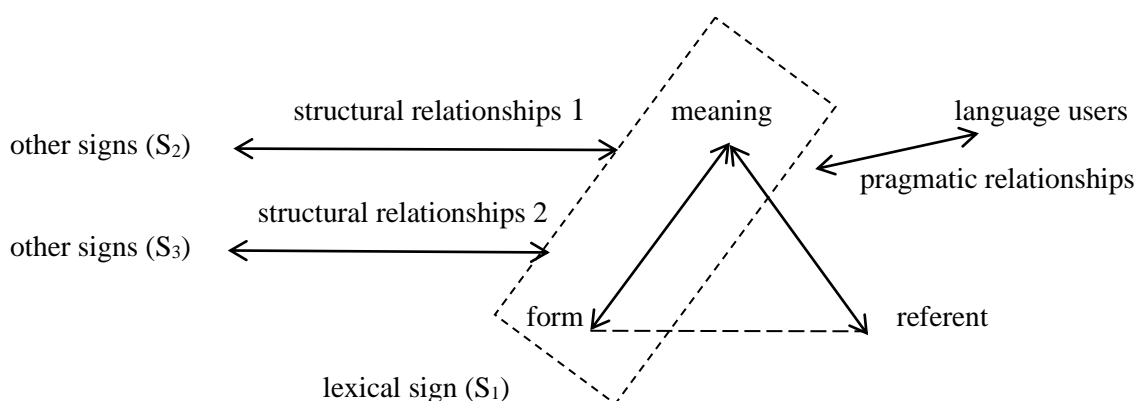 structural relationships 1
meaning
language users
other signs (S₂)
pragmatic relationships
structural relationships 2
other signs (S₃)
form
referent
lexical sign (S₁)